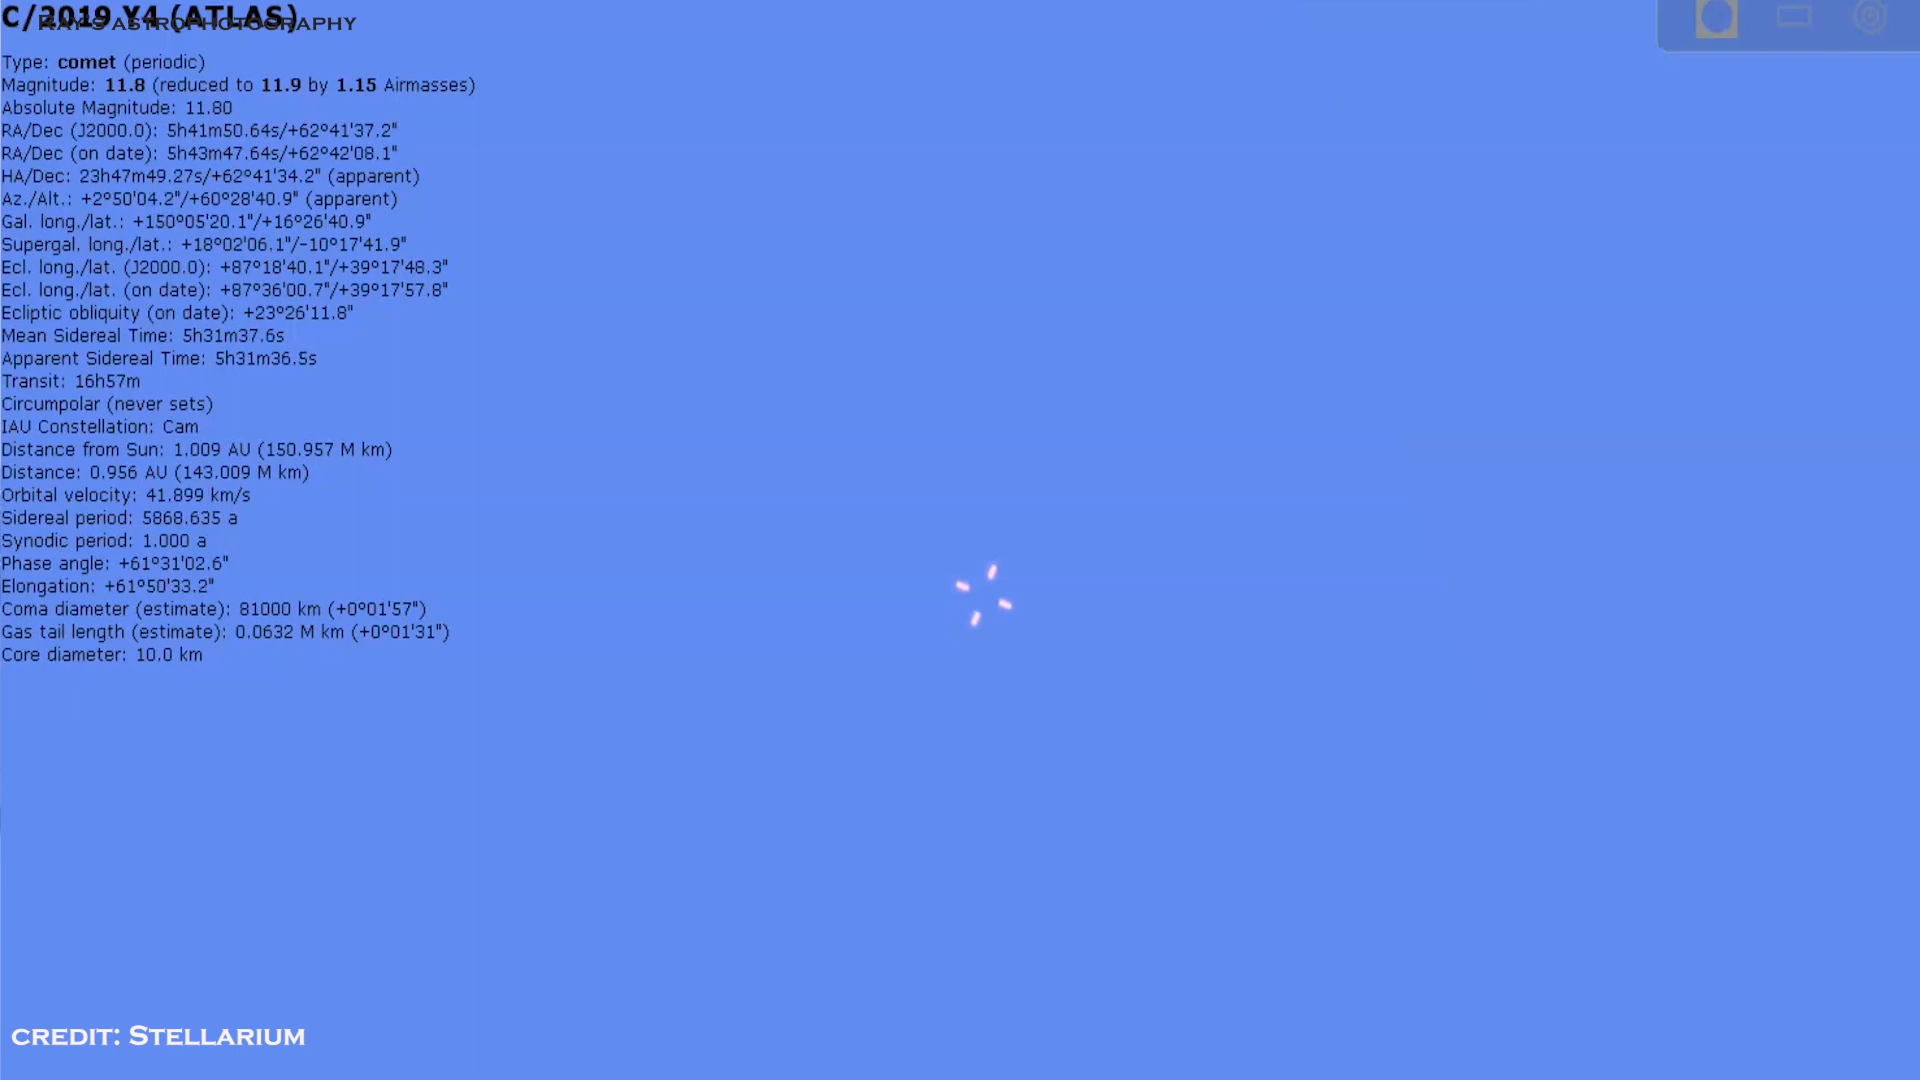 C/2019 Y4 (ATLAS)
RAY'S ASTROPHOTOGRAPHY
Type: comet (periodic)
Magnitude: 11.8 (reduced to 11.9 by 1.15 Airmasses)
Absolute Magnitude: 11.80
RA/Dec (J2000.0): 5h41m50.64s/+62°41'37.2"
RA/Dec (on date): 5h43m47.64s/+62°42'08.1"
HA/Dec: 23h47m49.27s/+62°41'34.2" (apparent)
Az./Alt.: +2°50'04.2"/+60°28'40.9" (apparent)
Gal. long./lat.: +150°05'20.1"/+16°26'40.9"
Supergal. long./lat.: +18°02'06.1"/-10°17'41.9"
Ecl. long./lat. (J2000.0): +87°18'40.1"/+39°17'48.3"
Ecl. long./lat. (on date): +87°36'00.7"/+39°17'57.8"
Ecliptic obliquity (on date): +23°26'11.8"
Mean Sidereal Time: 5h31m37.6s
Apparent Sidereal Time: 5h31m36.5s
Transit: 16h57m
Circumpolar (never sets)
IAU Constellation: Cam
Distance from Sun: 1.009 AU (150.957 M km)
Distance: 0.956 AU (143.009 M km)
Orbital velocity: 41.899 km/s
Sidereal period: 5868.635 a
Synodic period: 1.000 a
Phase angle: +61°31'02.6"
Elongation: +61°50'33.2"
Coma diameter (estimate): 81000 km (+0°01'57")
Gas tail length (estimate): 0.0632 M km (+0°01'31")
Core diameter: 10.0 km
CREDIT: STELLARIUM